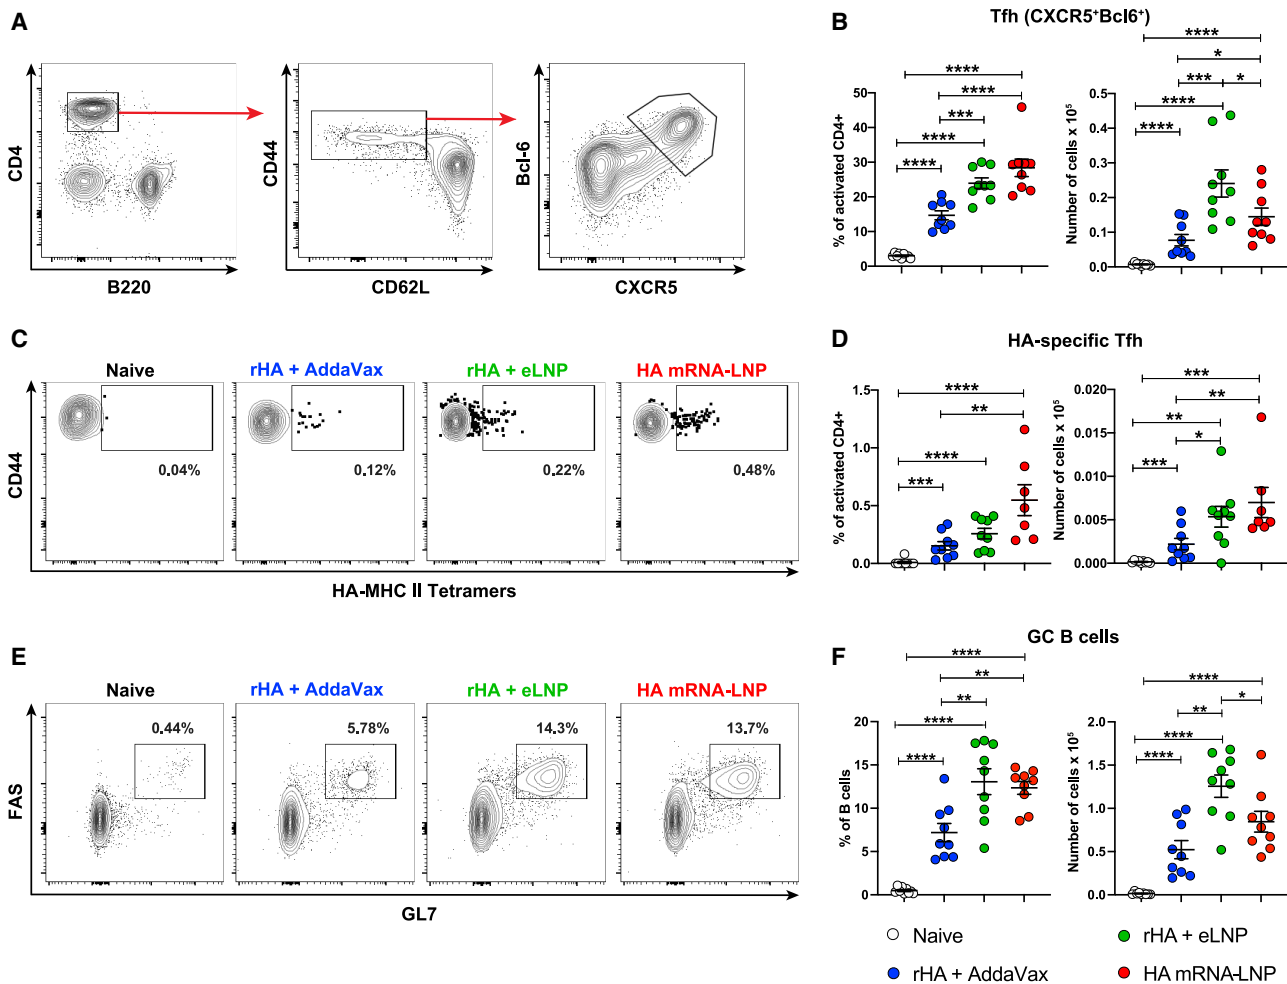 A
CD4
B220
CD44
CD62L
Bcl-6
CXCR5
B
Tfh (CXCR5⁺Bcl6⁺)
% of activated CD4+
50
40
30
20
10
0
****
****
***
****
****
Number of cells x 10⁵
0.5
0.4
0.3
0.2
0.1
0.0
****
*
***
*
****
****
C
Naive
rHA + AddaVax
rHA + eLNP
HA mRNA-LNP
CD44
0.04%
0.12%
0.22%
0.48%
HA-MHC II Tetramers
D
HA-specific Tfh
% of activated CD4+
1.5
1.0
0.5
0.0
****
**
****
***
Number of cells x 10⁵
0.020
0.015
0.010
0.005
0.000
***
**
**
*
***
E
Naive
rHA + AddaVax
rHA + eLNP
HA mRNA-LNP
FAS
0.44%
5.78%
14.3%
13.7%
GL7
F
GC B cells
% of B cells
20
15
10
5
0
****
**
**
****
****
Number of cells x 10⁵
2.0
1.5
1.0
0.5
0.0
****
*
**
****
****
Naive
rHA + eLNP
rHA + AddaVax
HA mRNA-LNP